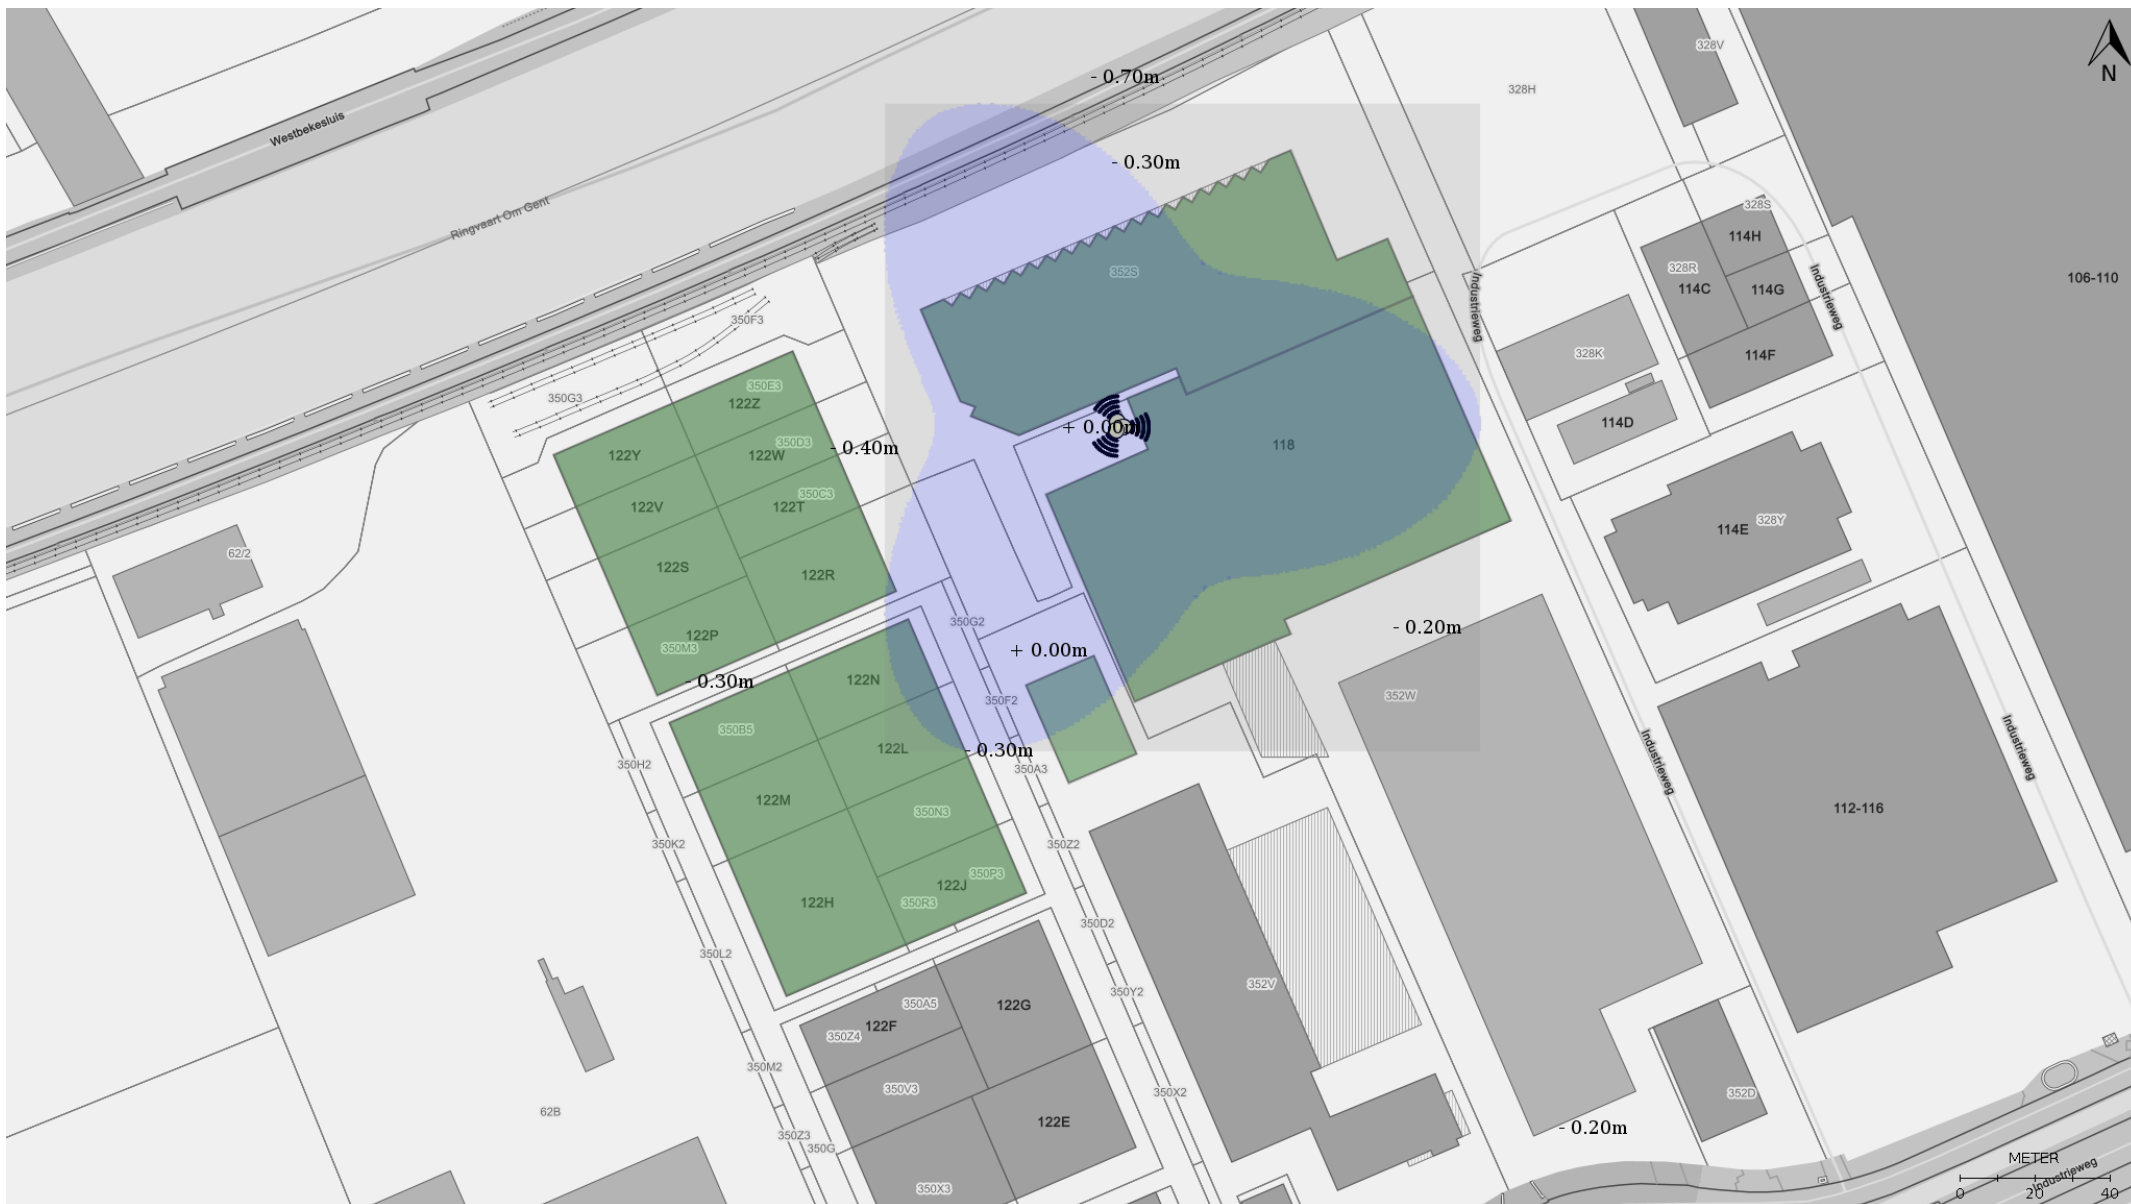 328V
N
- 0.70m
328H
Westbekesluis
- 0.30m
Ringvaart Om Gent
328S
114H
328R
114C
114G
Industrieweg
106-110
352S
350F3
Industrieweg
328K
114F
350E3
122Z
350G3
114D
+ 0.00m
118
- 0.40m
350D3
122Y
122W
350C3
122V
122T
328Y
114E
62/2
122S
122R
350G2
- 0.20m
122P
350M3
+ 0.00m
- 0.30m
122N
350F2
352W
350B5
122L
- 0.30m
350H2
350A3
Industrieweg
Industrieweg
122M
350N3
112-116
350K2
350Z2
350P3
122J
122H
350R3
350D2
350L2
352V
350Y2
350A5
122G
122F
350Z4
350M2
350V3
350X2
352D
62B
122E
- 0.20m
350Z3
350G
METER
Industrieweg
350X3
0 20 40